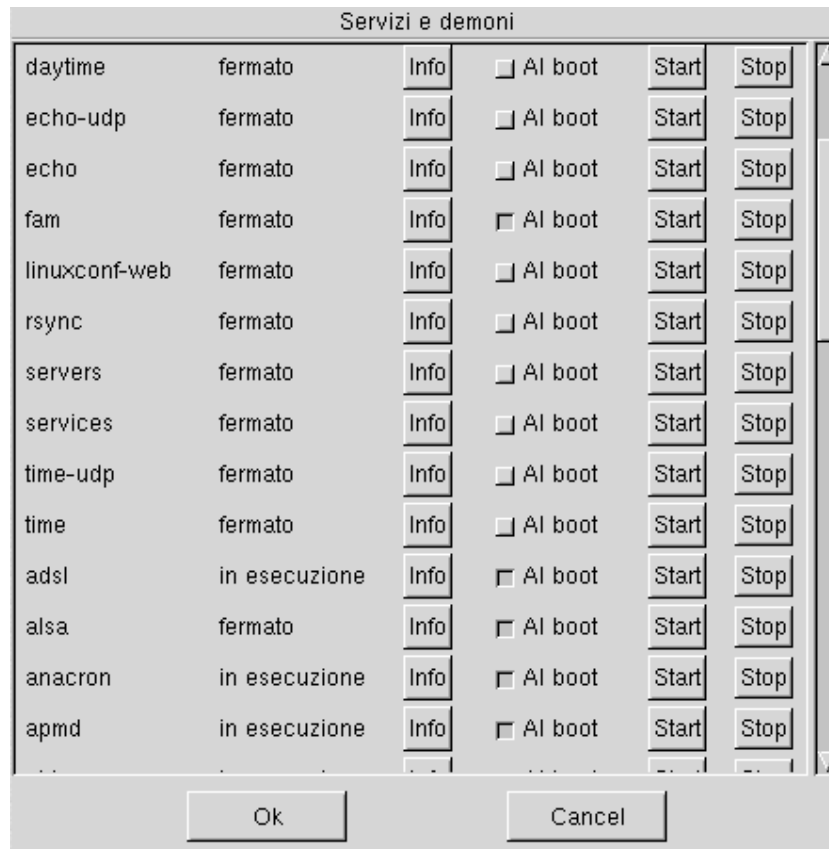 Servizi e demoni
daytime fermato Info Al boot Start Stop
echo-udp fermato Info Al boot Start Stop
echo fermato Info Al boot Start Stop
fam fermato Info Al boot Start Stop
linuxconf-web fermato Info Al boot Start Stop
rsync fermato Info Al boot Start Stop
servers fermato Info Al boot Start Stop
services fermato Info Al boot Start Stop
time-udp fermato Info Al boot Start Stop
time fermato Info Al boot Start Stop
adsl in esecuzione Info Al boot Start Stop
alsa fermato Info Al boot Start Stop
anacron in esecuzione Info Al boot Start Stop
apmd in esecuzione Info Al boot Start Stop
Ok Cancel